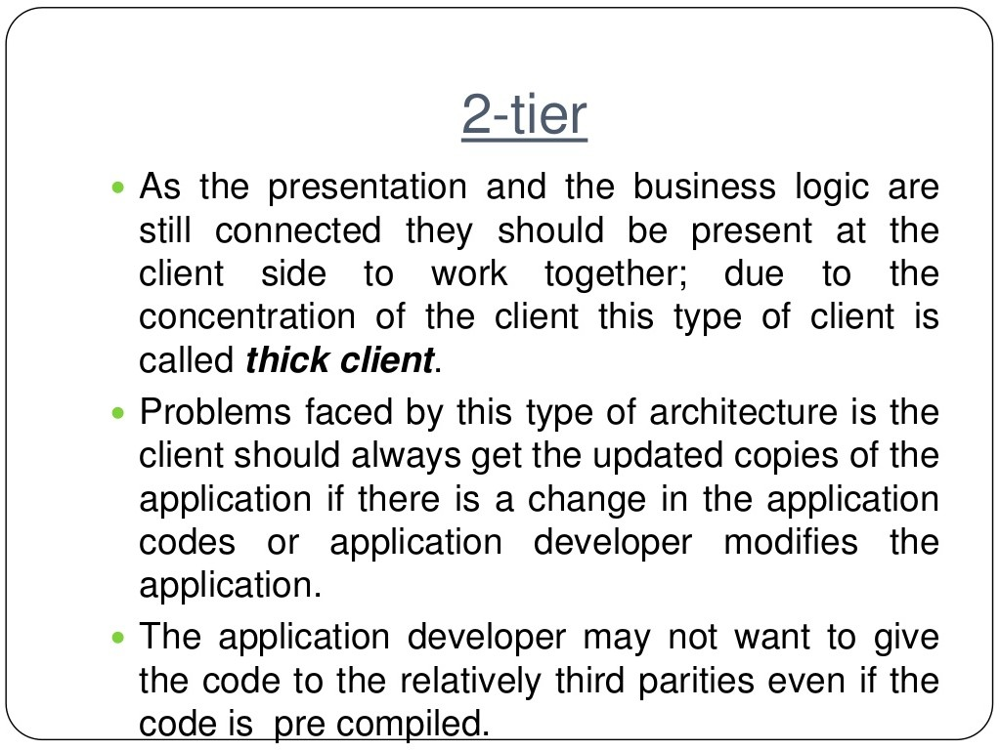 2-tier
As the presentation and the business logic are
still connected they should be present at the
client side to work together; due to the
concentration of the client this type of client is
called thick client.
Problems faced by this type of architecture is the
client should always get the updated copies of the
application if there is a change in the application
codes or application developer modifies the
application.
The application developer may not want to give
the code to the relatively third parities even if the
code is  pre compiled.